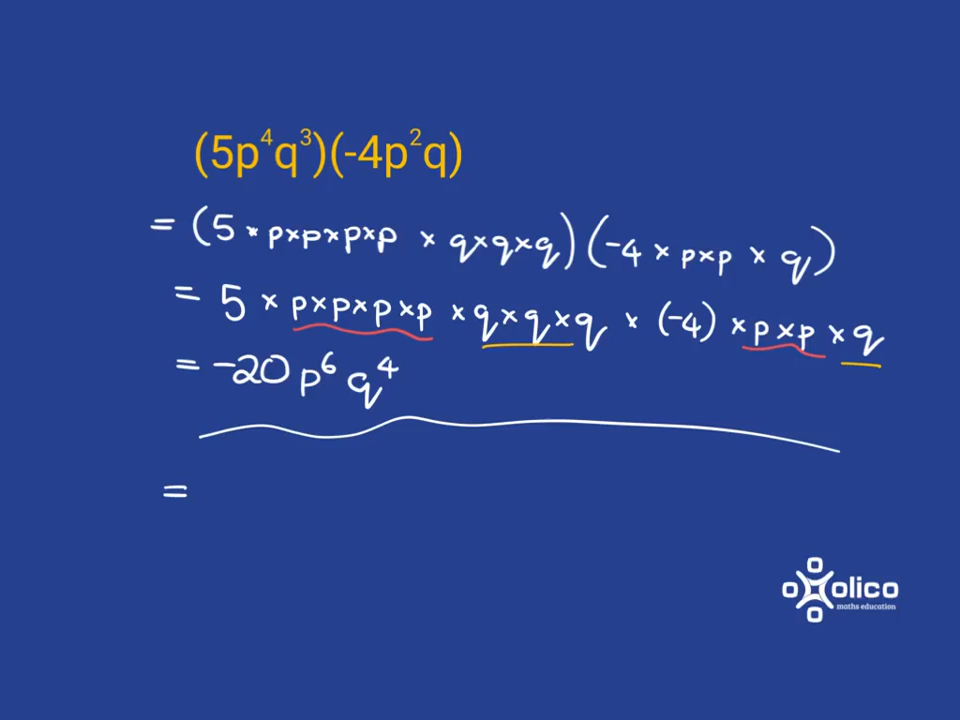 (5p⁴q³)(-4p²q)
= (5 × p×p×p×p × q×q×q)(-4 × p×p × q)
= 5 × p×p×p×p × q×q×q × (-4) × p×p × q
= -20p⁶q⁴
=
olico
maths education